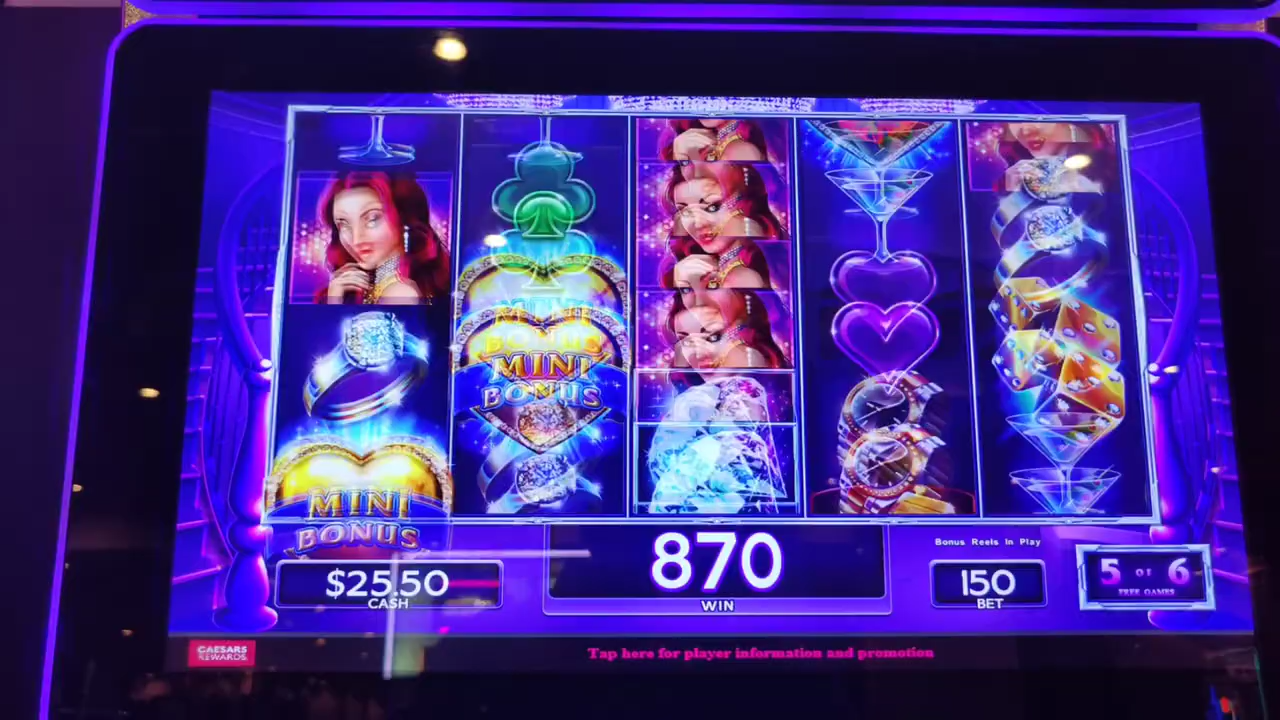 MINI
BONUS
MINI
BONUS
MINI
BONUS
870
WIN
$25.50
CASH
Bonus Reels In Play
150
BET
5 OF 6
FREE GAMES
CAESARS
REWARDS
Tap here for player information and promotion